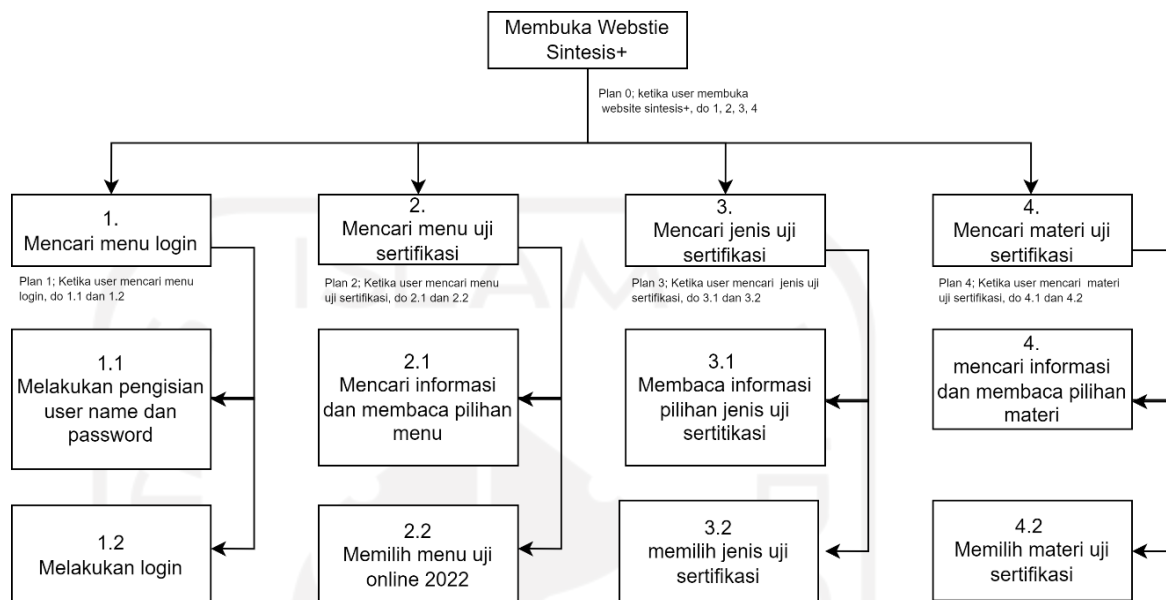 Membuka Webstie
Sintesis+
Plan 0; ketika user membuka
website sintesis+, do 1, 2, 3, 4
1.
Mencari menu login
2.
Mencari menu uji
sertifikasi
3.
Mencari jenis uji
sertifikasi
4.
Mencari materi uji
sertifikasi
Plan 1; Ketika user mencari menu
login, do 1.1 dan 1.2
Plan 2; Ketika user mencari menu
uji sertifikasi, do 2.1 dan 2.2
Plan 3; Ketika user mencari jenis uji
sertifikasi, do 3.1 dan 3.2
Plan 4; Ketika user mencari materi
uji sertifikasi, do 4.1 dan 4.2
1.1
Melakukan pengisian
user name dan
password
2.1
Mencari informasi
dan membaca pilihan
menu
3.1
Membaca informasi
pilihan jenis uji
sertitikasi
4.
mencari informasi
dan membaca pilihan
materi
1.2
Melakukan login
2.2
Memilih menu uji
online 2022
3.2
memilih jenis uji
sertifikasi
4.2
Memilih materi uji
sertifikasi
ISLAM